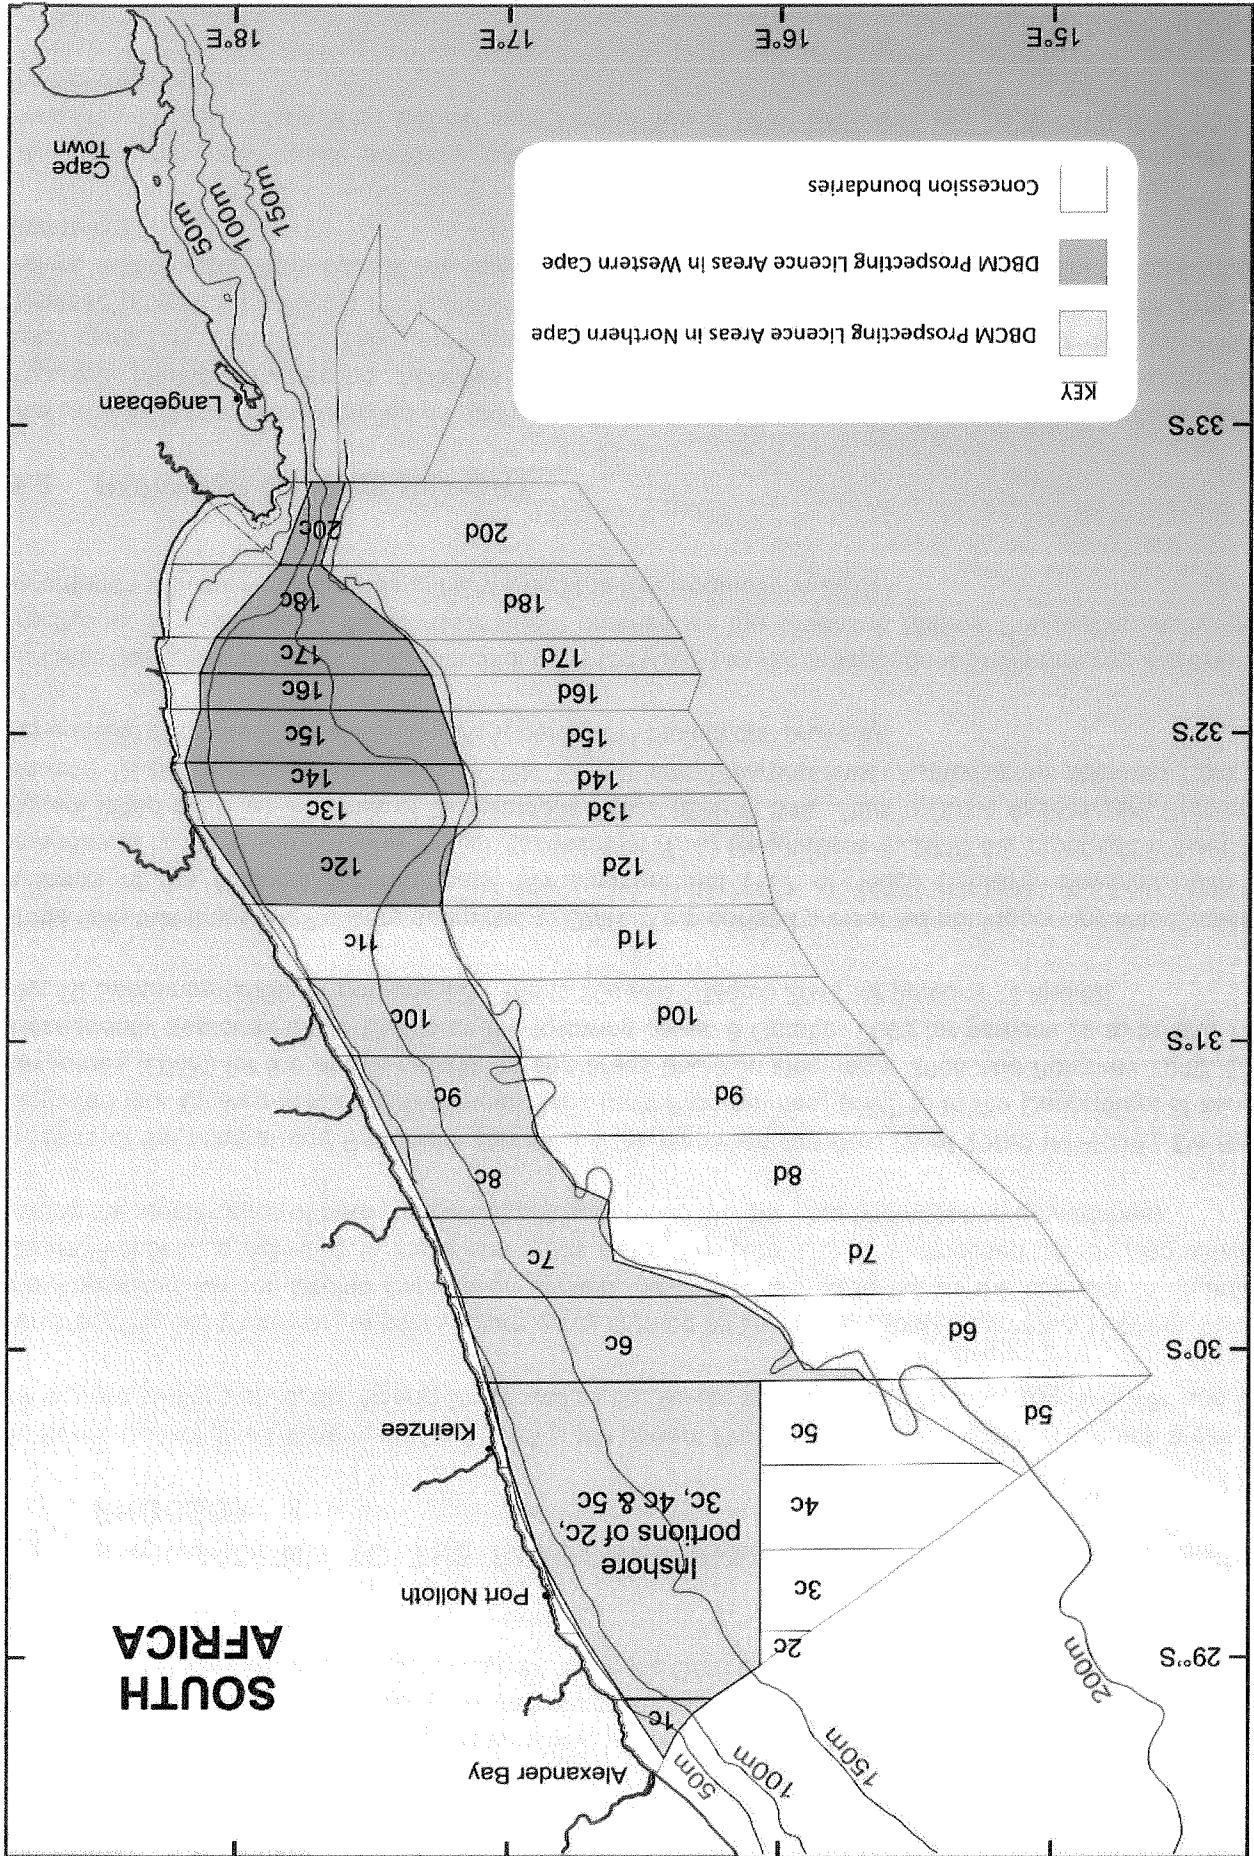 SOUTH
AFRICA
Alexander Bay
Port Nolloth
Kleinzee
Langebaan
Cape
Town
50m
100m
150m
200m
29°S
30°S
31°S
32°S
33°S
1c
2c
3c
4c
5c
Inshore
portions of 2c,
3c, 4c & 5c
5d
6d
6c
7d
7c
8d
8c
9d
9c
10d
10c
11d
11c
12d
12c
13d
13c
14d
14c
15d
15c
16d
16c
17d
17c
18d
18c
20d
20c
KEY
DBCM Prospecting Licence Areas in Northern Cape
DBCM Prospecting Licence Areas in Western Cape
Concession boundaries
50m
100m
150m
15°E
16°E
17°E
18°E